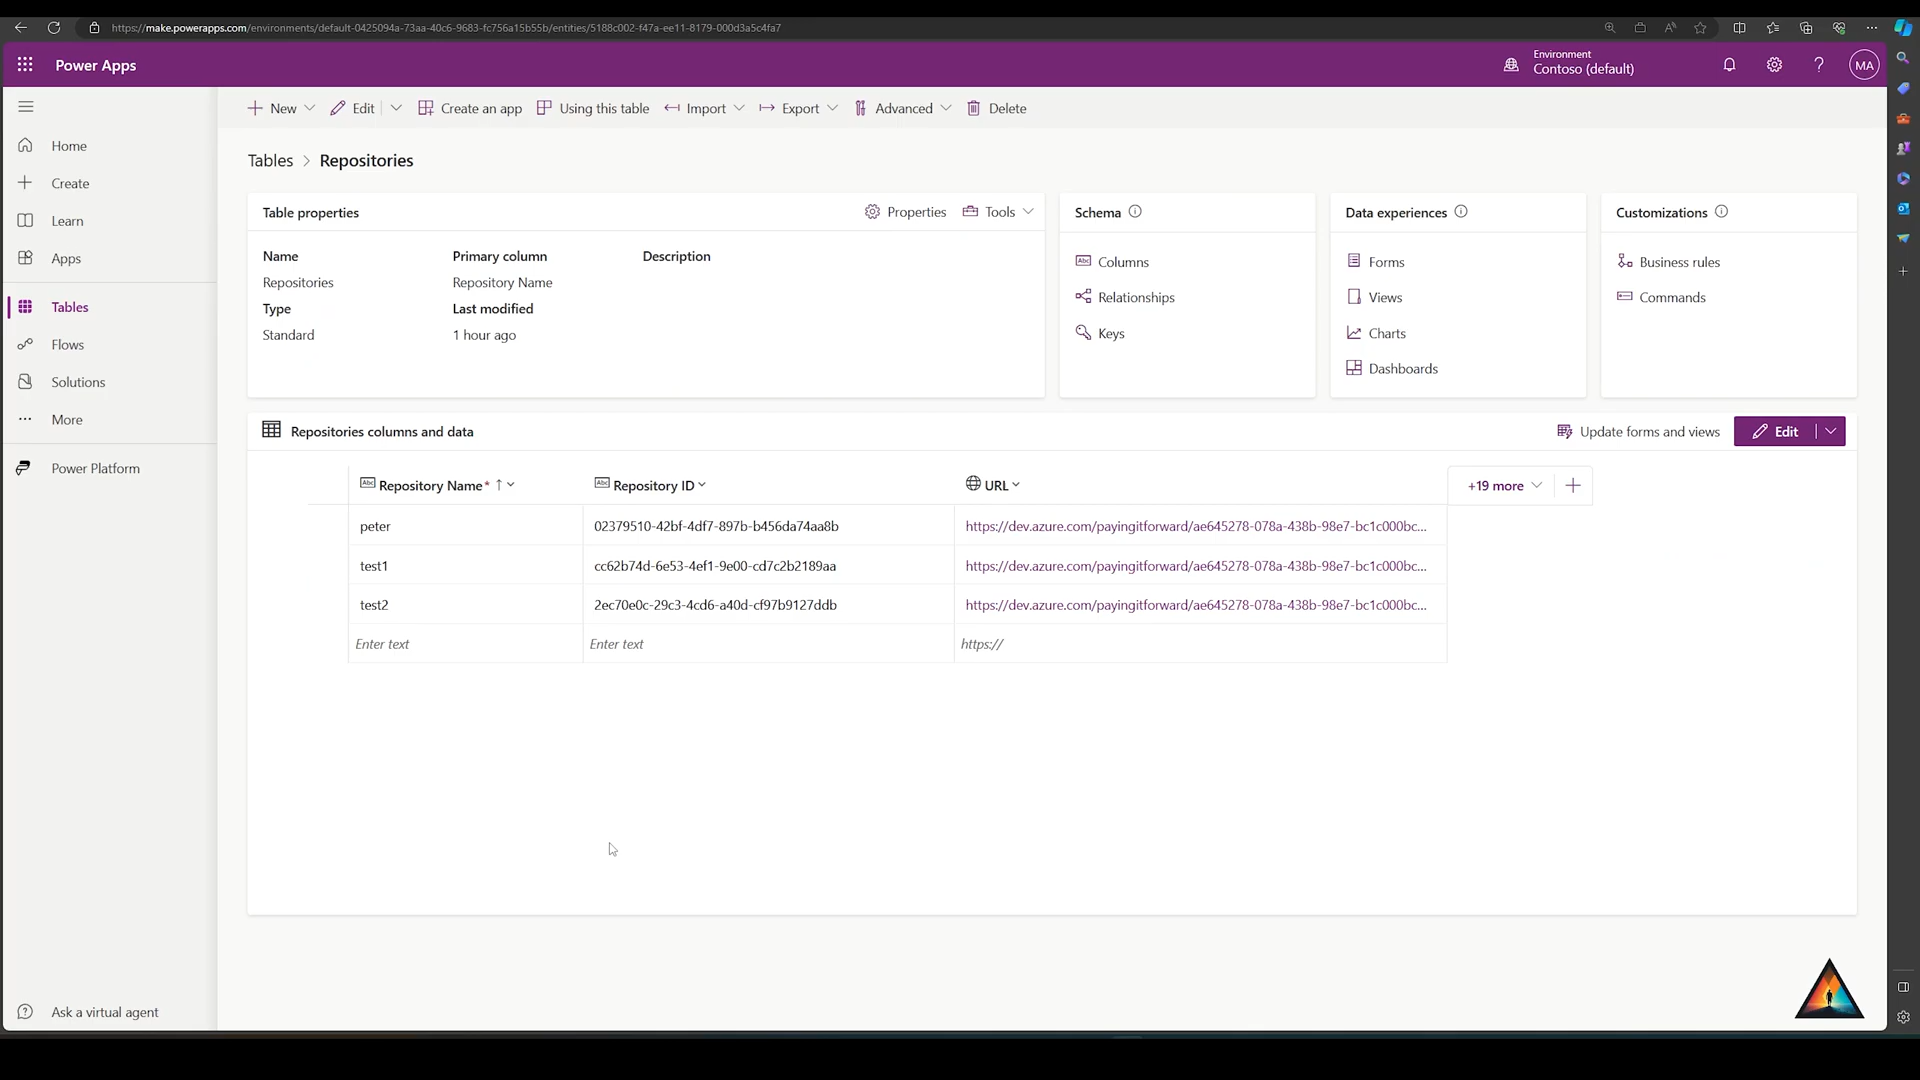 https://make.powerapps.com/environments/default-0425094a-73aa-40c6-9683-fc756a15b55b/entities/5188c002-f47a-ee11-8179-000d3a5c4fa7
Power Apps
Environment
Contoso (default)
MA
New
Edit
Create an app
Using this table
Import
Export
Advanced
Delete
Home
Create
Learn
Apps
Tables
Flows
Solutions
More
Power Platform
Ask a virtual agent
Tables > Repositories
Table properties
Properties
Tools
Name
Primary column
Description
Repositories
Repository Name
Type
Last modified
Standard
1 hour ago
Schema
Columns
Relationships
Keys
Data experiences
Forms
Views
Charts
Dashboards
Customizations
Business rules
Commands
Repositories columns and data
Update forms and views
Edit
Repository Name *
Repository ID
URL
+19 more
peter
02379510-42bf-4df7-897b-b456da74aa8b
https://dev.azure.com/payingitforward/ae645278-078a-438b-98e7-bc1c000bc...
test1
cc62b74d-6e53-4ef1-9e00-cd7c2b2189aa
https://dev.azure.com/payingitforward/ae645278-078a-438b-98e7-bc1c000bc...
test2
2ec70e0c-29c3-4cd6-a40d-cf97b9127ddb
https://dev.azure.com/payingitforward/ae645278-078a-438b-98e7-bc1c000bc...
Enter text
Enter text
https://